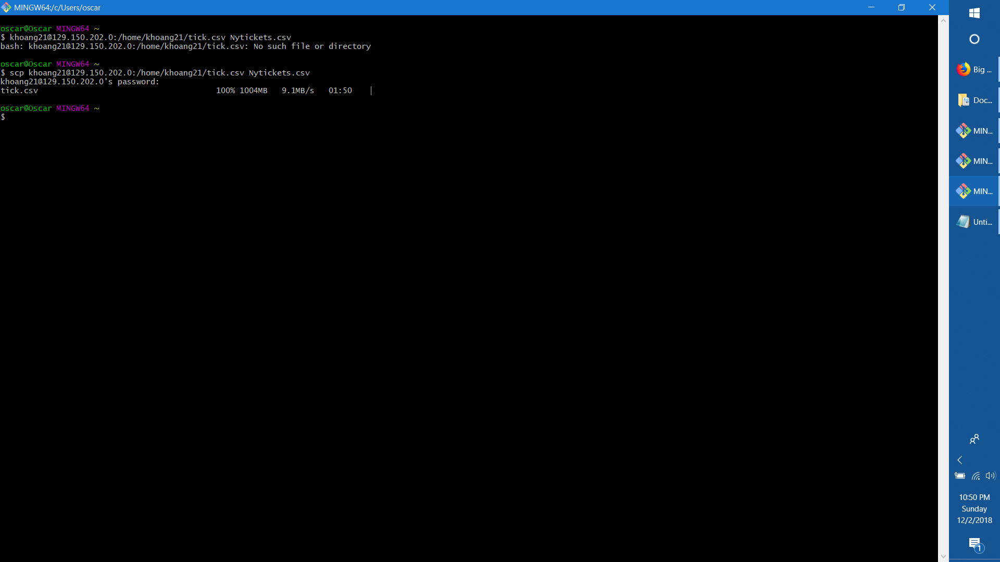 MINGW64:/c/Users/oscar
oscar@Oscar MINGW64 ~
$ khoang21@129.150.202.0:/home/khoang21/tick.csv Nytickets.csv
bash: khoang21@129.150.202.0:/home/khoang21/tick.csv: No such file or directory
oscar@Oscar MINGW64 ~
$ scp khoang21@129.150.202.0:/home/khoang21/tick.csv Nytickets.csv
khoang21@129.150.202.0's password:
tick.csv 100% 1004MB 9.1MB/s 01:50
oscar@Oscar MINGW64 ~
$
Big ...
Doc...
MIN...
MIN...
MIN...
Unti...
10:50 PM
Sunday
12/2/2018
1